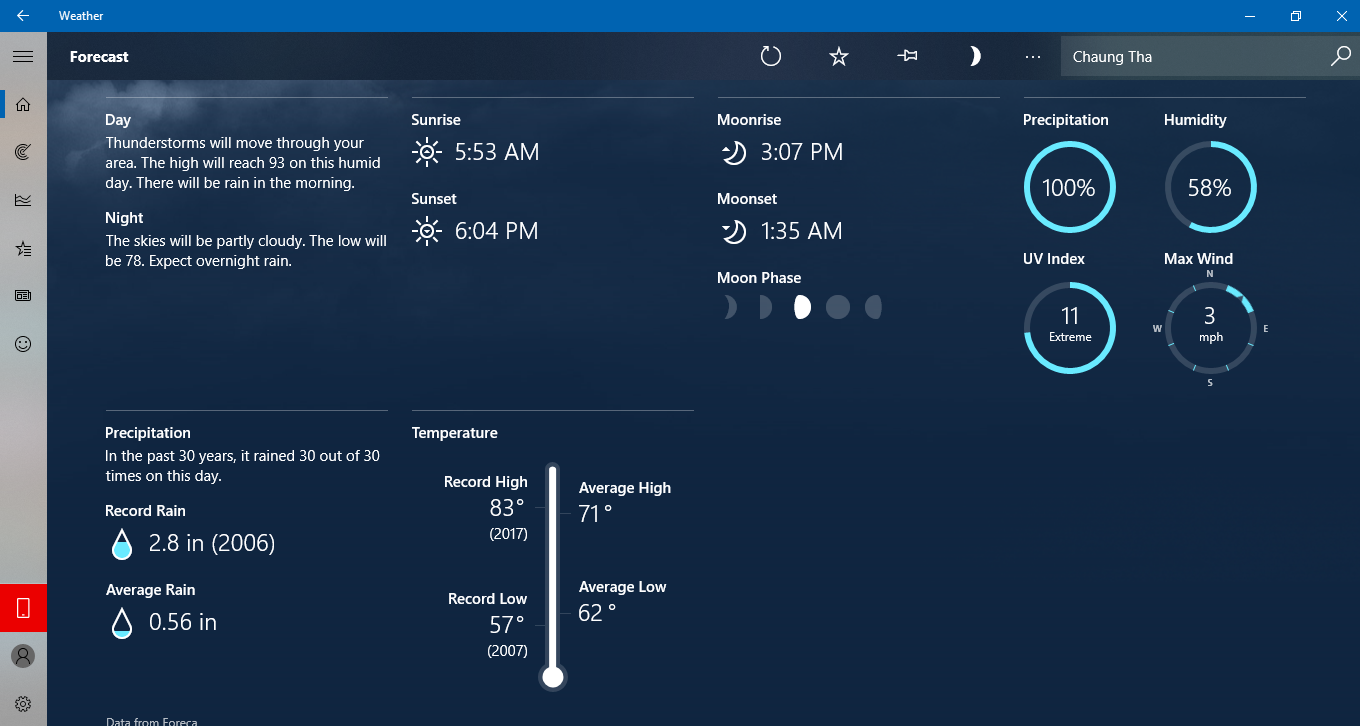 Weather
Forecast
Chaung Tha
Day
Thunderstorms will move through your
area. The high will reach 93 on this humid
day. There will be rain in the morning.
Night
The skies will be partly cloudy. The low will
be 78. Expect overnight rain.
Sunrise
5:53 AM
Sunset
6:04 PM
Moonrise
3:07 PM
Moonset
1:35 AM
Moon Phase
Precipitation
100%
Humidity
58%
UV Index
11
Extreme
Max Wind
N
W
E
S
3
mph
Precipitation
In the past 30 years, it rained 30 out of 30
times on this day.
Record Rain
2.8 in (2006)
Average Rain
0.56 in
Temperature
Record High
83°
(2017)
Average High
71°
Record Low
57°
(2007)
Average Low
62°
Data from Foreca